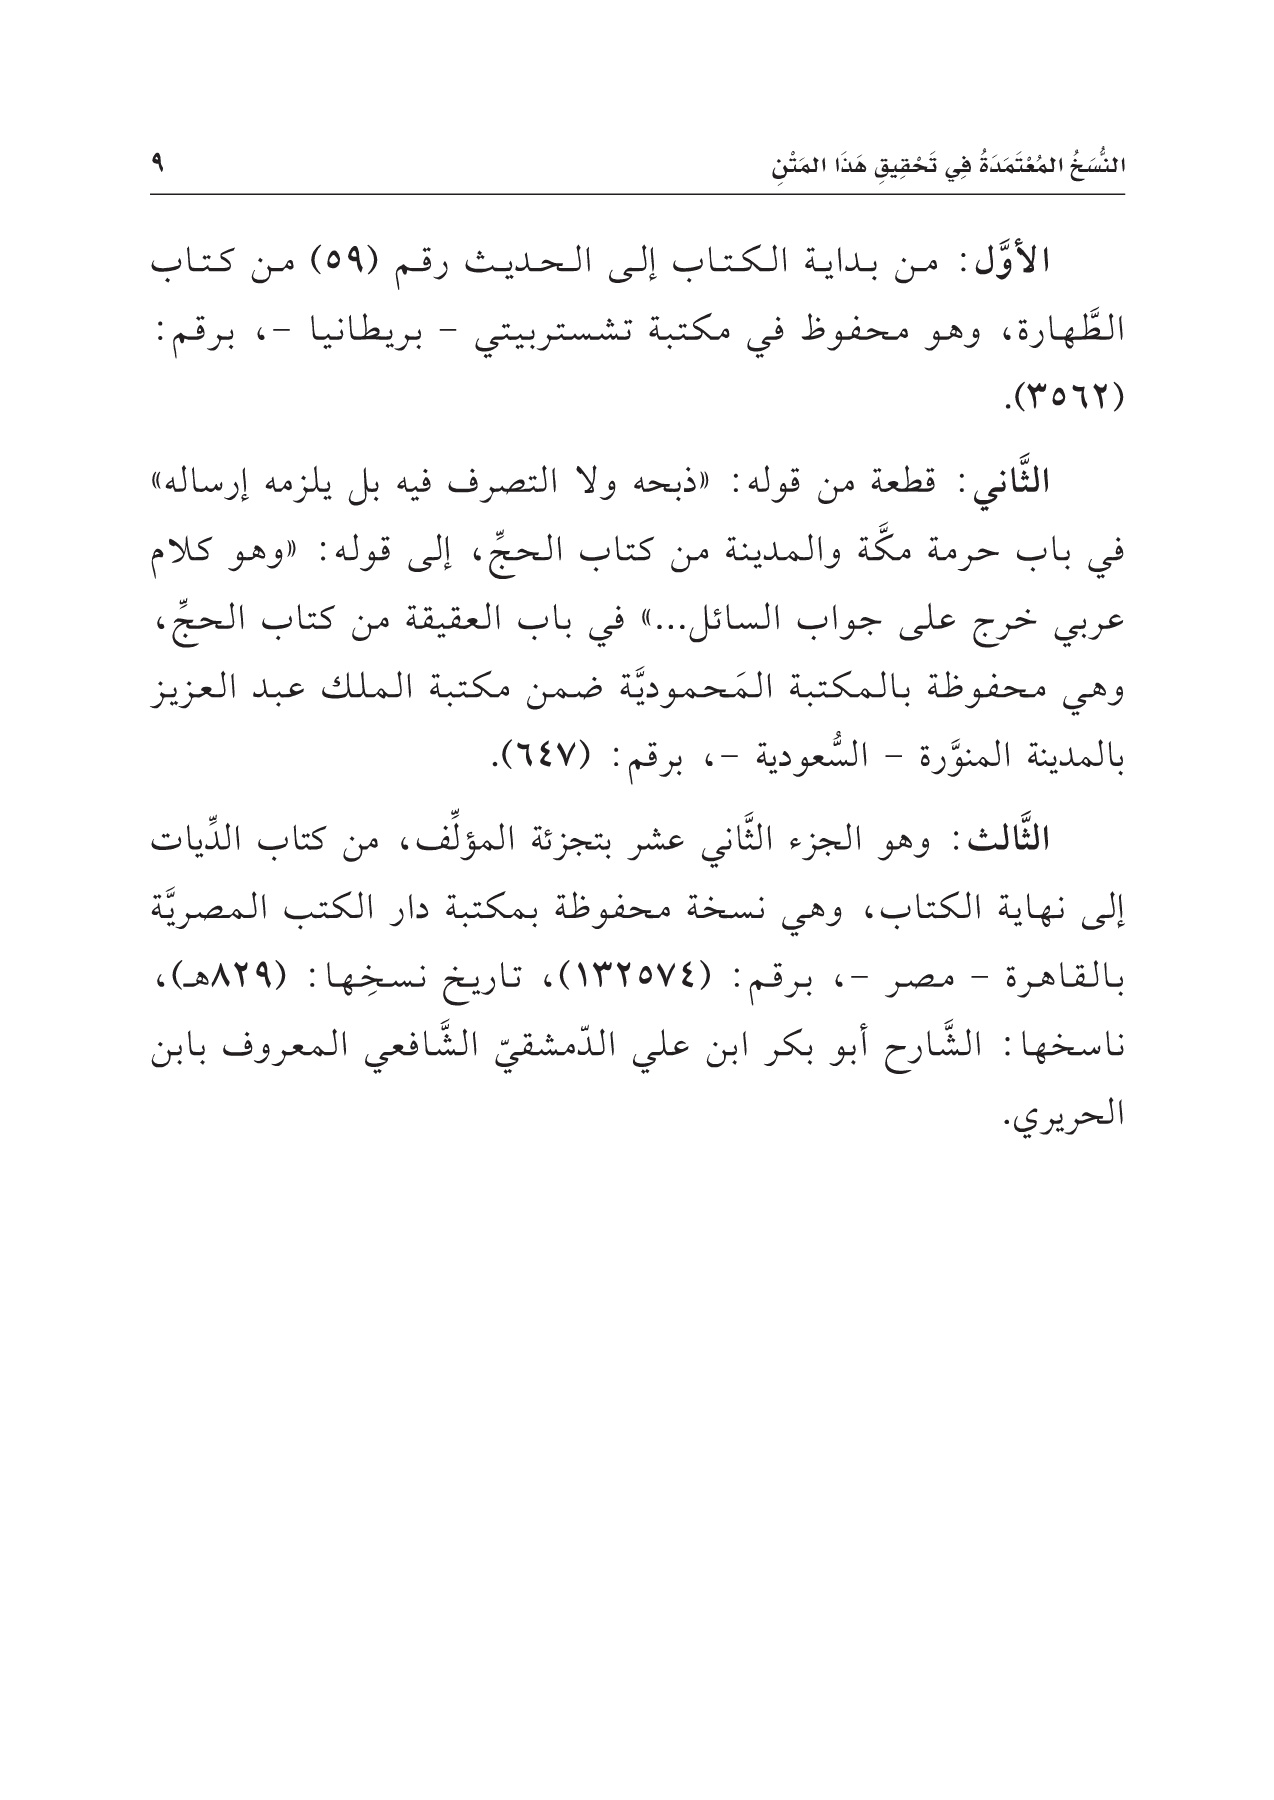 النُّسَخُ المُعْتَمَدَةُ فِي تَحْقِيقِ هَذَا المَتْنِ ٩
الأوَّل: من بداية الكتاب إلى الحديث رقم (٥٩) من كتاب
الطَّهارة، وهو محفوظ في مكتبة تشستربيتي – بريطانيا –، برقم:
(٣٥٦٢).
الثَّاني: قطعة من قوله: «ذبحه ولا التصرف فيه بل يلزمه إرساله»
في باب حرمة مكَّة والمدينة من كتاب الحجِّ، إلى قوله: «وهو كلام
عربي خرج على جواب السائل...» في باب العقيقة من كتاب الحجِّ،
وهي محفوظة بالمكتبة المَحموديَّة ضمن مكتبة الملك عبد العزيز
بالمدينة المنوَّرة – السُّعودية –، برقم: (٦٤٧).
الثَّالث: وهو الجزء الثَّاني عشر بتجزئة المؤلِّف، من كتاب الدِّيات
إلى نهاية الكتاب، وهي نسخة محفوظة بمكتبة دار الكتب المصريَّة
بالقاهرة – مصر –، برقم: (١٣٢٥٧٤)، تاريخ نسخِها: (٨٢٩هـ)،
ناسخها: الشَّارح أبو بكر ابن علي الدّمشقيّ الشَّافعي المعروف بابن
الحريري.